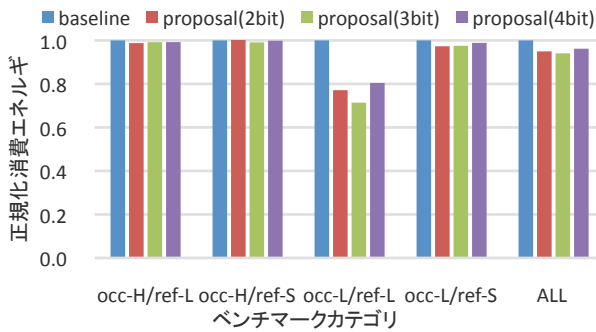 baseline proposal(2bit) proposal(3bit) proposal(4bit)
正規化消費エネルギ
1.0
0.8
0.6
0.4
0.2
0.0
occ-H/ref-L occ-H/ref-S occ-L/ref-L occ-L/ref-S ALL
ベンチマークカテゴリ